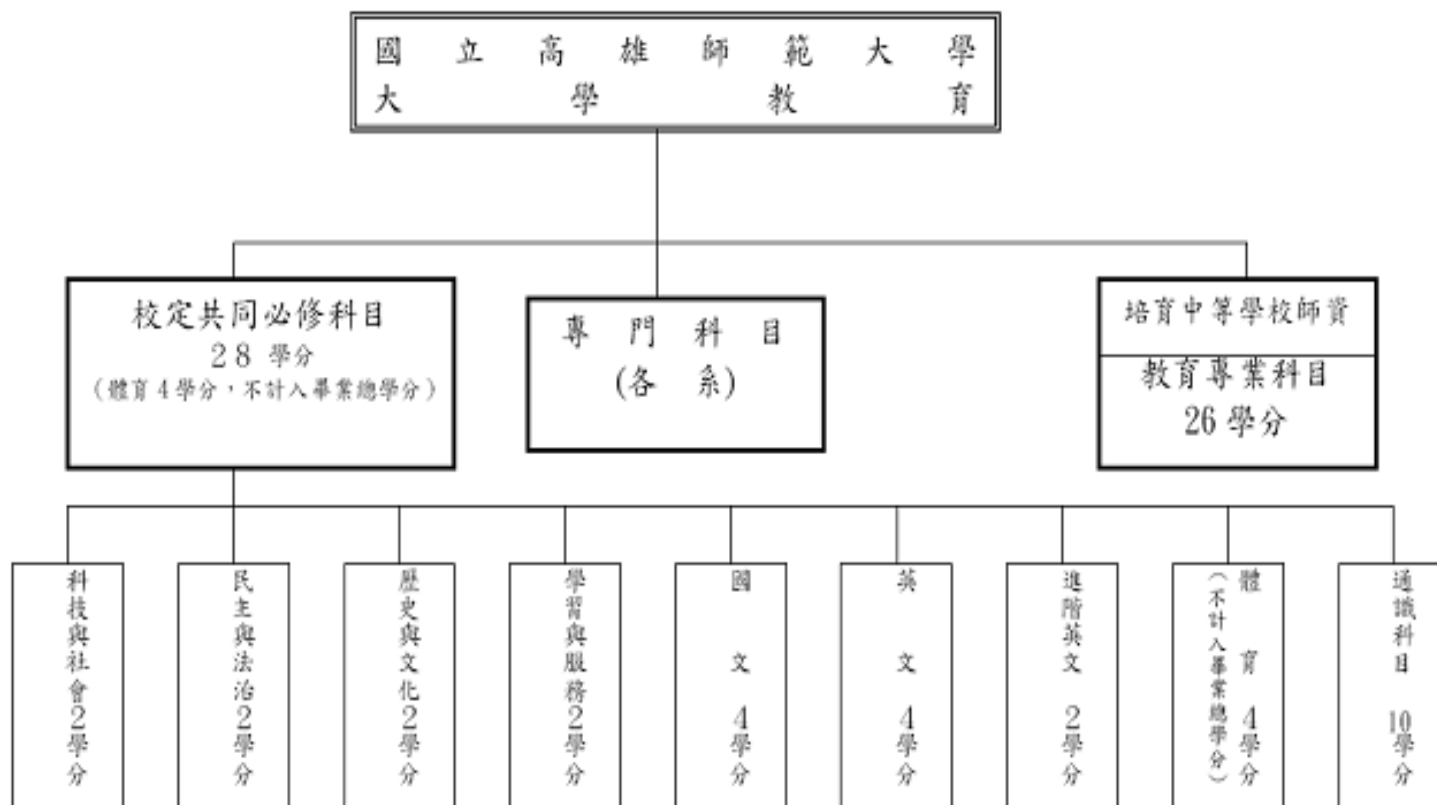 國立高雄師範大學
大學教育
校定共同必修科目
28 學分
(體育 4 學分,不計入畢業總學分)
專門科目
(各系)
培育中等學校師資
教育專業科目
26 學分
科技與社會2學分
民主與法治2學分
歷史與文化2學分
學習與服務2學分
國文 4學分
英文 4學分
進階英文 2學分
體育 4學分
(不計入畢業總學分)
通識科目 10學分